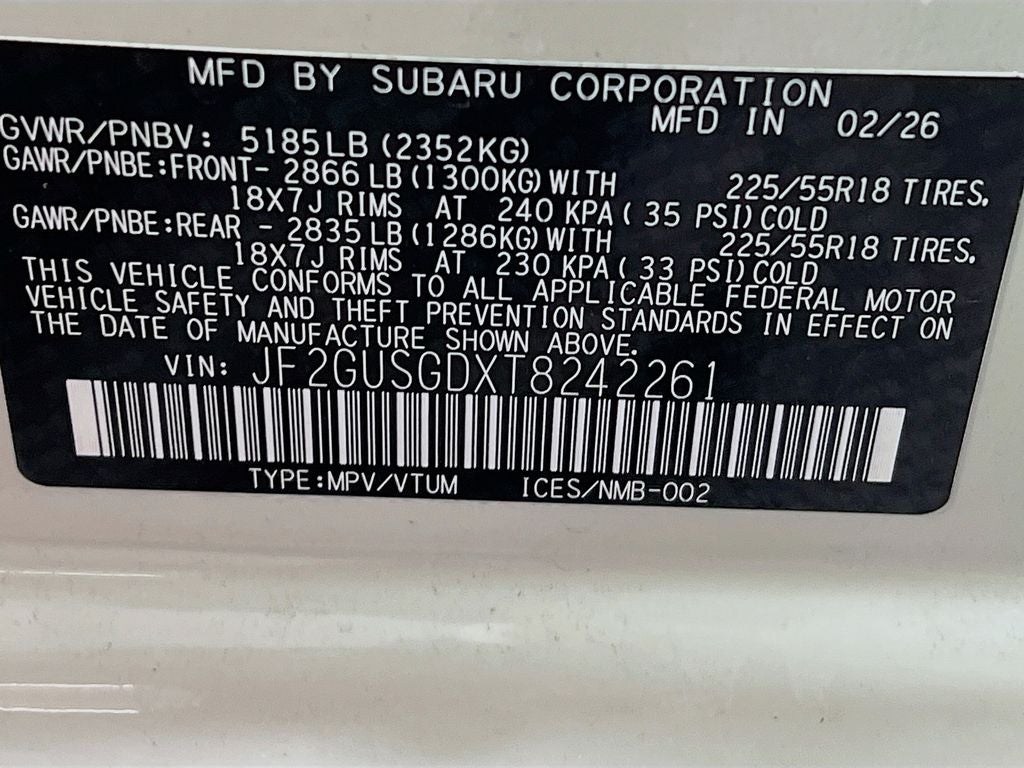 MFD BY SUBARU CORPORATION
MFD IN 02/26
GVWR/PNBV: 5185LB (2352KG)
GAWR/PNBE:FRONT- 2866 LB (1300KG) WITH 225/55R18 TIRES.
18X7J RIMS AT 240 KPA ( 35 PSI) COLD
GAWR/PNBE:REAR - 2835 LB (1286KG) WITH 225/55R18 TIRES.
18X7J RIMS AT 230 KPA ( 33 PSI) COLD
THIS VEHICLE CONFORMS TO ALL APPLICABLE FEDERAL MOTOR
VEHICLE SAFETY AND THEFT PREVENTION STANDARDS IN EFFECT ON
THE DATE OF MANUFACTURE SHOWN ABOVE.
VIN: JF2GUSGDXT8242261
TYPE:MPV/VTUM ICES/NMB-002